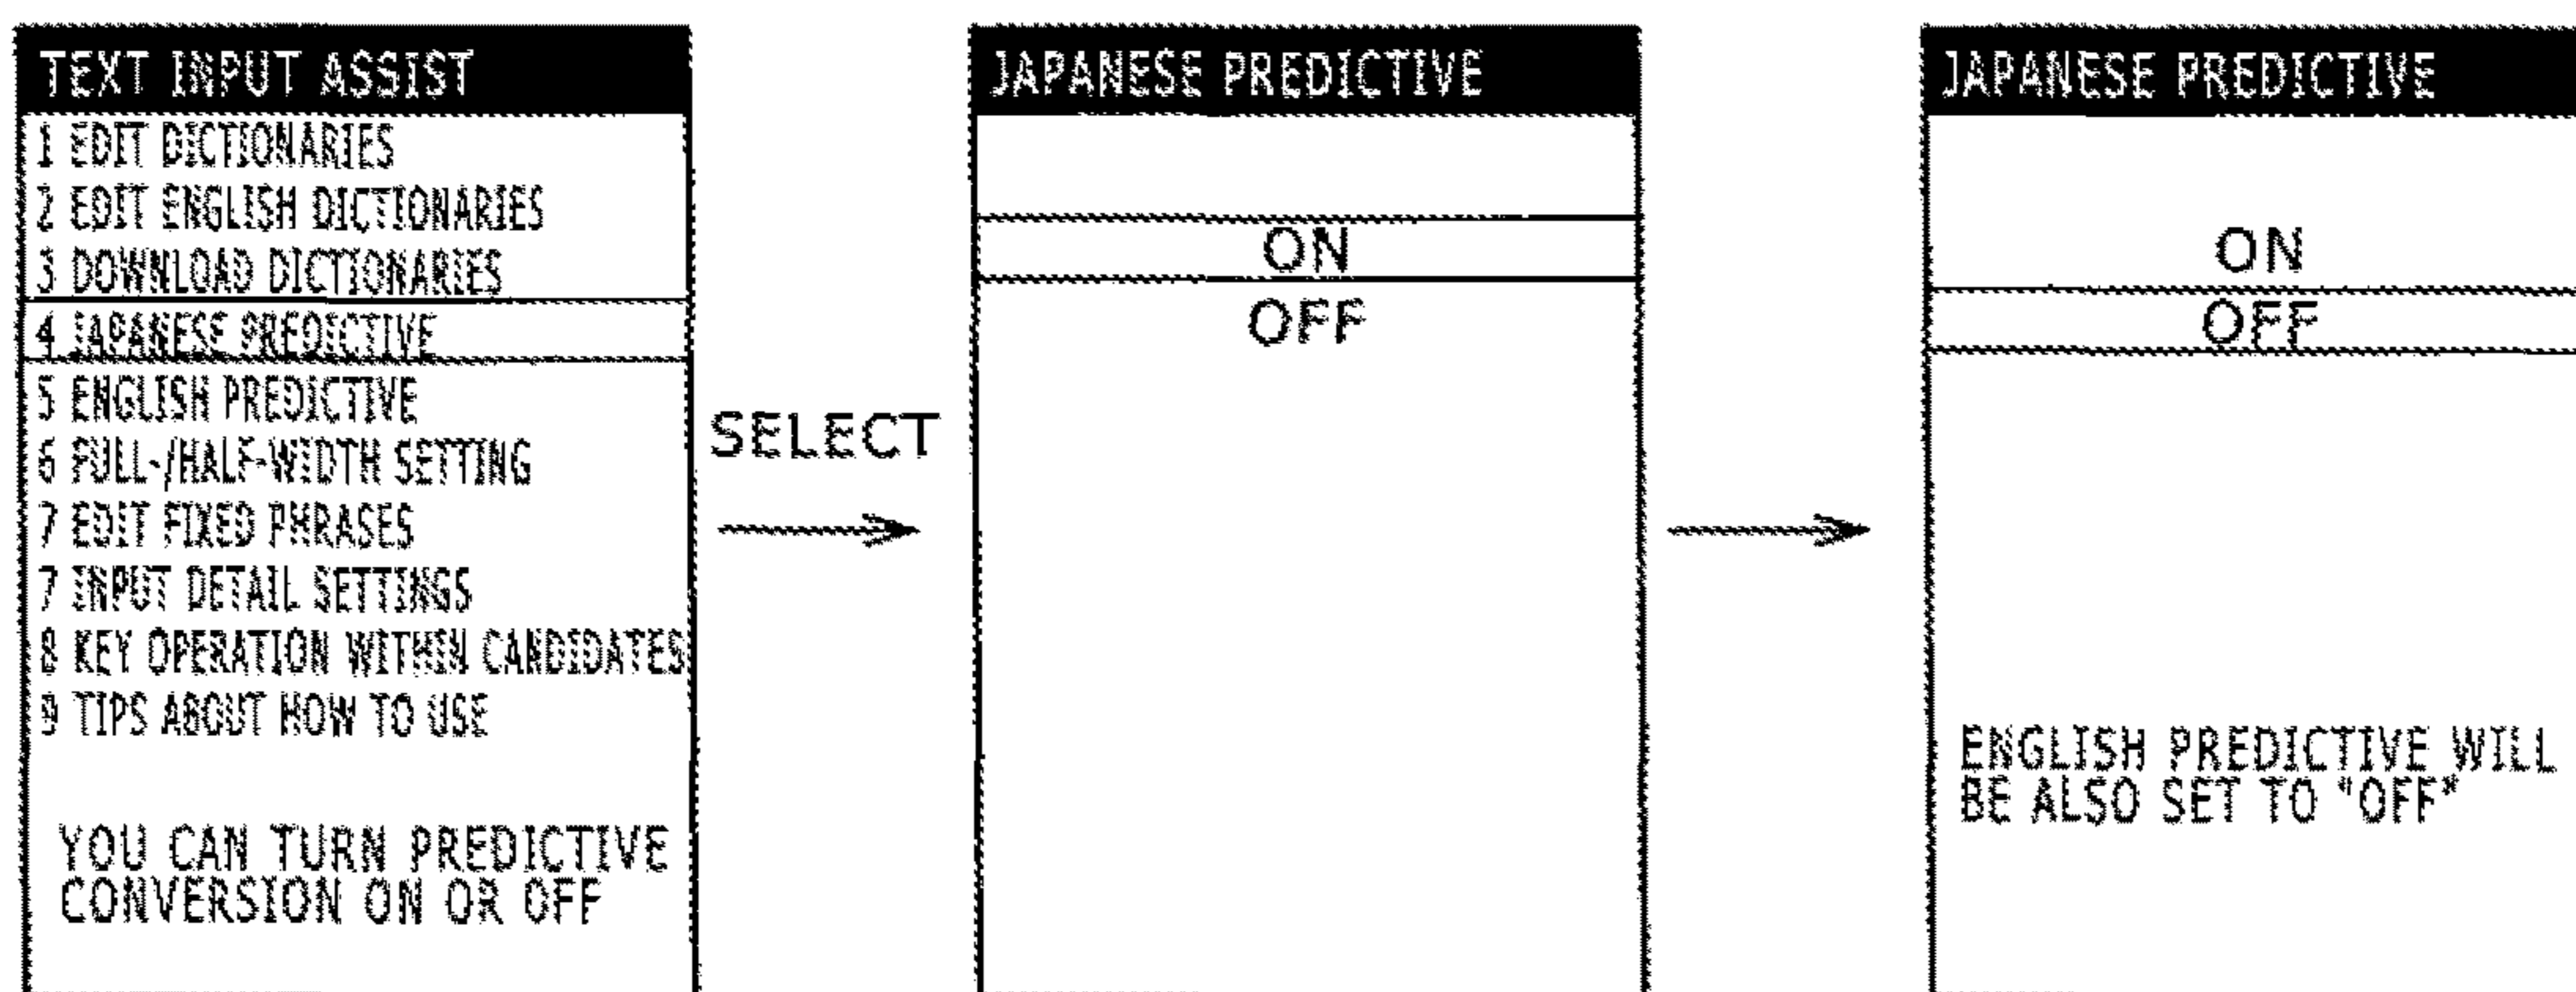 TEXT INPUT ASSIST
1 EDIT DICTIONARIES
2 EDIT ENGLISH DICTIONARIES
3 DOWNLOAD DICTIONARIES
4 JAPANESE PREDICTIVE
5 ENGLISH PREDICTIVE
6 FULL-/HALF-WIDTH SETTING
7 EDIT FIXED PHRASES
7 INPUT DETAIL SETTINGS
8 KEY OPERATION WITHIN CANDIDATES
9 TIPS ABOUT HOW TO USE
YOU CAN TURN PREDICTIVE
CONVERSION ON OR OFF
SELECT
JAPANESE PREDICTIVE
ON
OFF
JAPANESE PREDICTIVE
ON
OFF
ENGLISH PREDICTIVE WILL
BE ALSO SET TO "OFF"